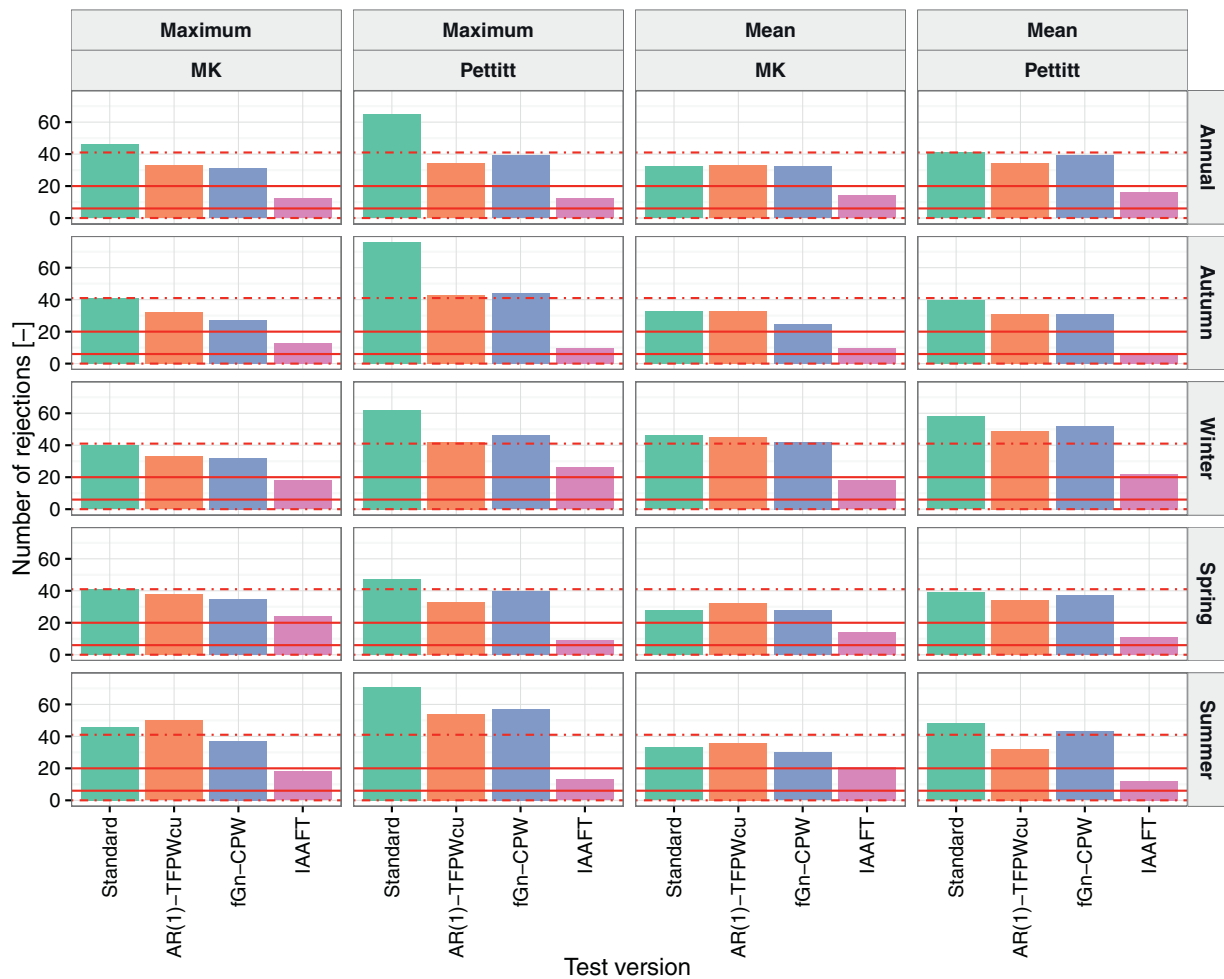 Maximum Maximum Mean Mean
MK Pettitt MK Pettitt
Number of rejections [−]
60
40
20
0
Annual
60
40
20
0
Autumn
60
40
20
0
Winter
60
40
20
0
Spring
60
40
20
0
Summer
Standard
AR(1)−TFPWcu
fGn−CPW
IAAFT
Standard
AR(1)−TFPWcu
fGn−CPW
IAAFT
Standard
AR(1)−TFPWcu
fGn−CPW
IAAFT
Standard
AR(1)−TFPWcu
fGn−CPW
IAAFT
Test version